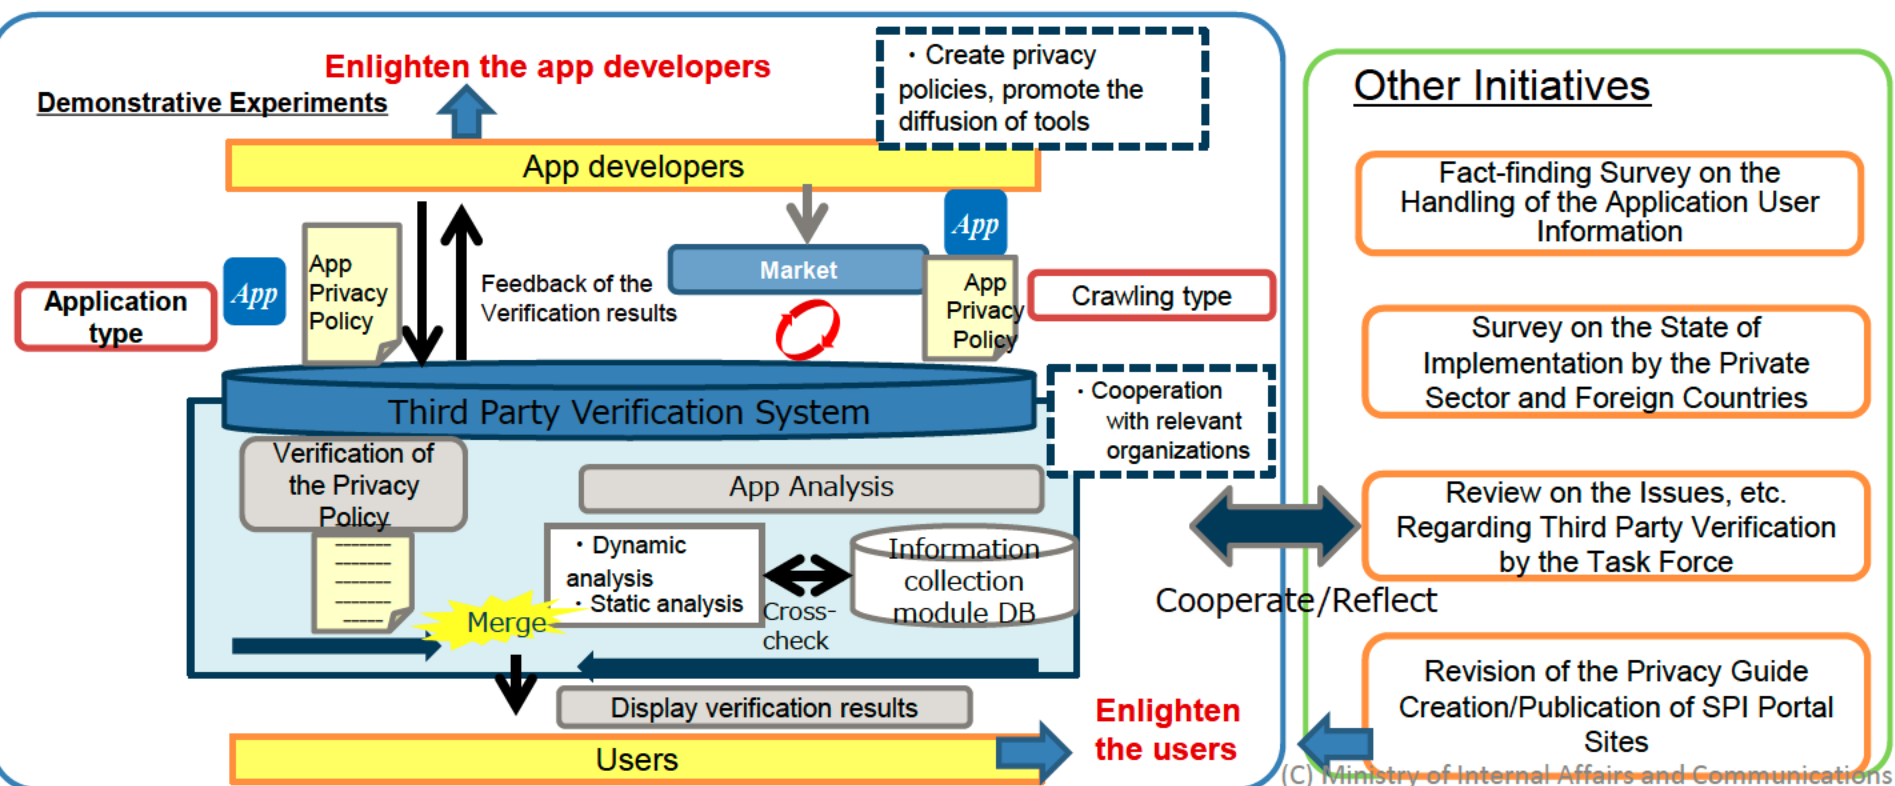 Enlighten the app developers
Demonstrative Experiments
・Create privacy
policies, promote the
diffusion of tools
App developers
App
App
Privacy
Policy
Application
type
Feedback of the
Verification results
Market
App
App
Privacy
Policy
Crawling type
Third Party Verification System
・Cooperation
with relevant
organizations
Verification of
the Privacy
Policy
App Analysis
・Dynamic
analysis
・Static analysis
Cross-
check
Information
collection
module DB
Merge
Display verification results
Users
Enlighten
the users
Cooperate/Reflect
Other Initiatives
Fact-finding Survey on the
Handling of the Application User
Information
Survey on the State of
Implementation by the Private
Sector and Foreign Countries
Review on the Issues, etc.
Regarding Third Party Verification
by the Task Force
Revision of the Privacy Guide
Creation/Publication of SPI Portal
Sites
(C) Ministry of Internal Affairs and Communications